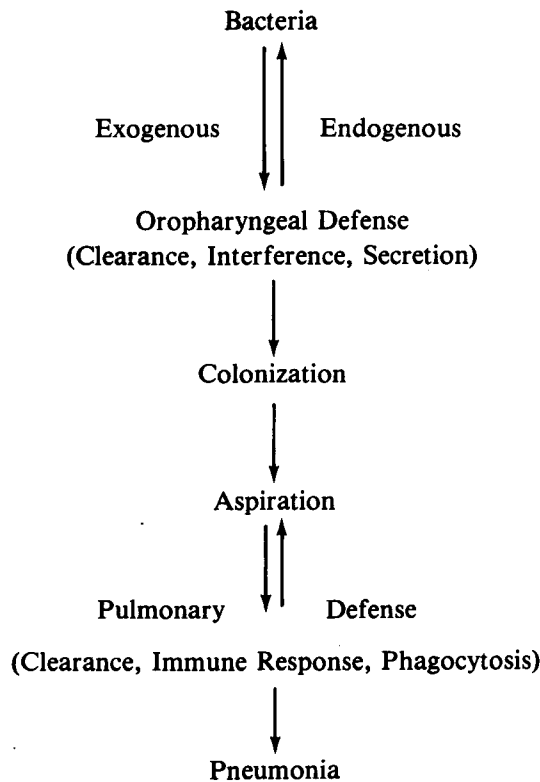 Bacteria
Exogenous Endogenous
Oropharyngeal Defense
(Clearance, Interference, Secretion)
Colonization
Aspiration
Pulmonary Defense
(Clearance, Immune Response, Phagocytosis)
Pneumonia